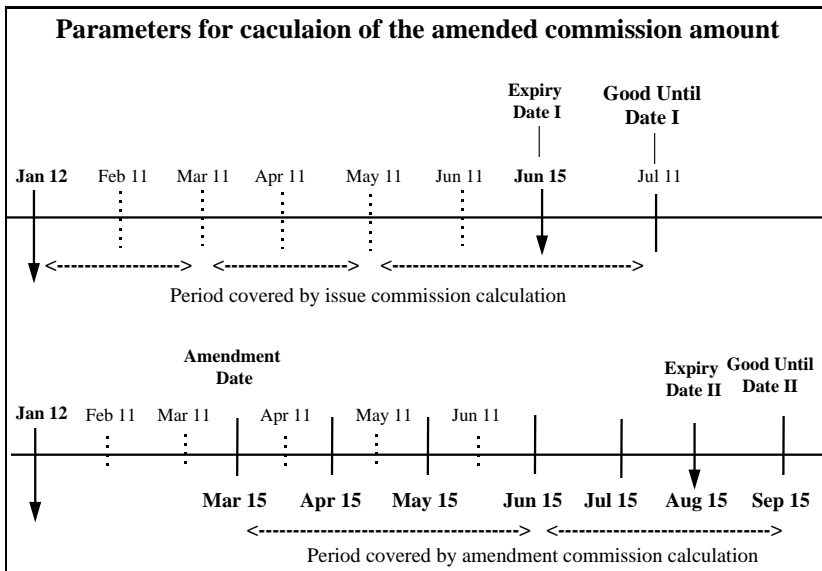 Parameters for caculaion of the amended commission amount
Expiry
Date I
Good Until
Date I
Jan 12 Feb 11 Mar 11 Apr 11 May 11 Jun 11 Jun 15 Jul 11
Period covered by issue commission calculation
Amendment
Date
Expiry
Date II
Good Until
Date II
Jan 12 Feb 11 Mar 11 Apr 11 May 11 Jun 11
Mar 15 Apr 15 May 15 Jun 15 Jul 15 Aug 15 Sep 15
Period covered by amendment commission calculation